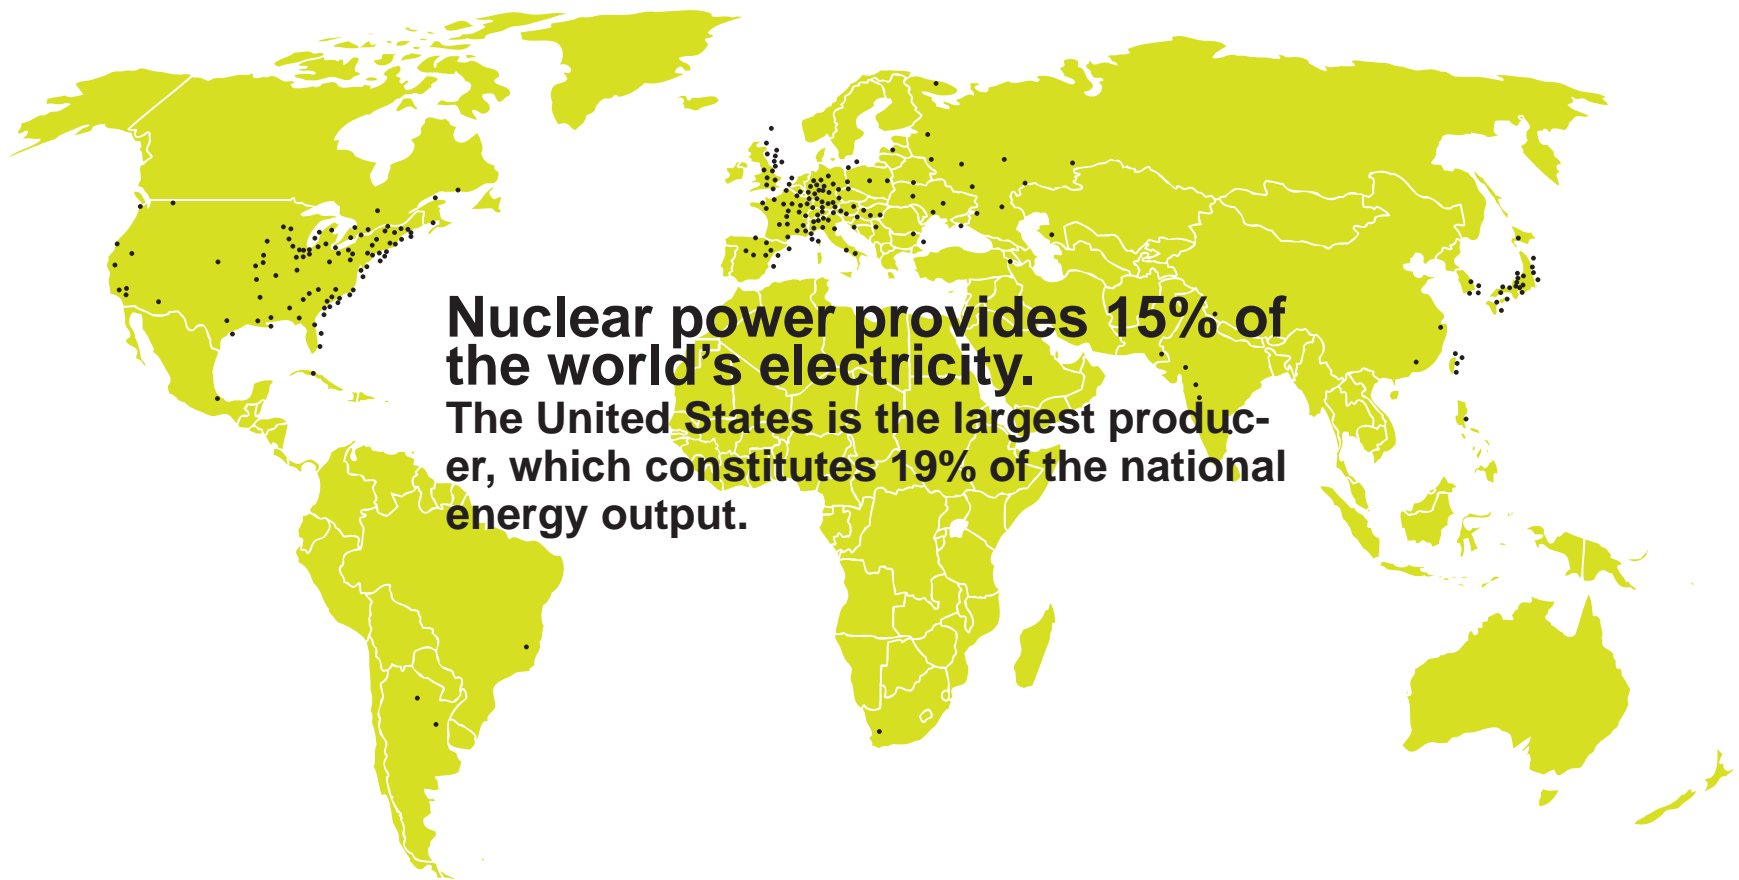 Nuclear power provides 15% of
the world’s electricity.
The United States is the largest produc-
er, which constitutes 19% of the national
energy output.